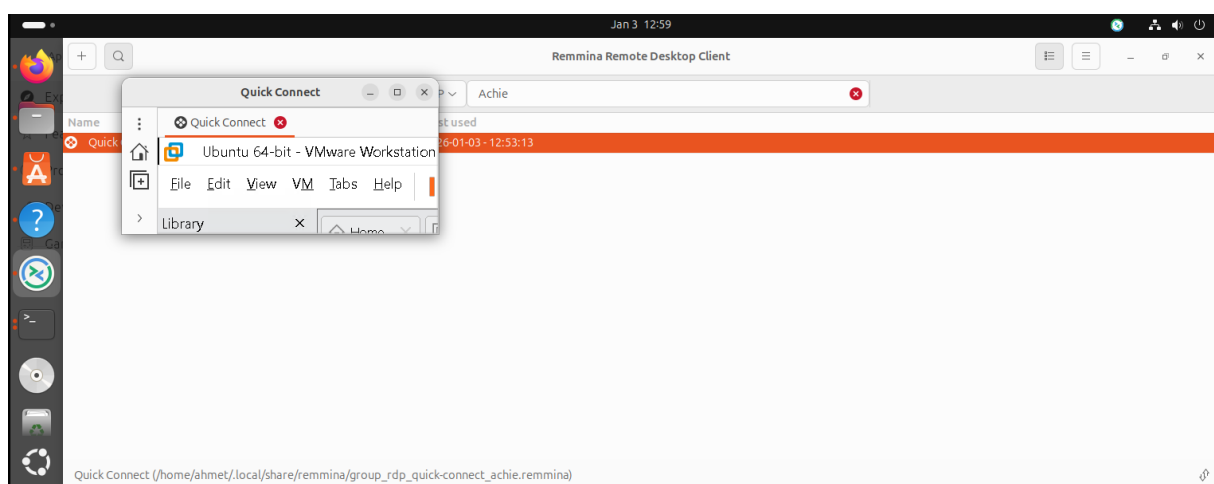 Jan 3 12:59
Remmina Remote Desktop Client
Quick Connect
Achie
Name
Quick Connect
st used
Quick
26-01-03 - 12:53:13
Ubuntu 64-bit - VMware Workstation
File Edit View VM Tabs Help
Library
Home
Quick Connect (/home/ahmet/.local/share/remmina/group_rdp_quick-connect_achie.remmina)